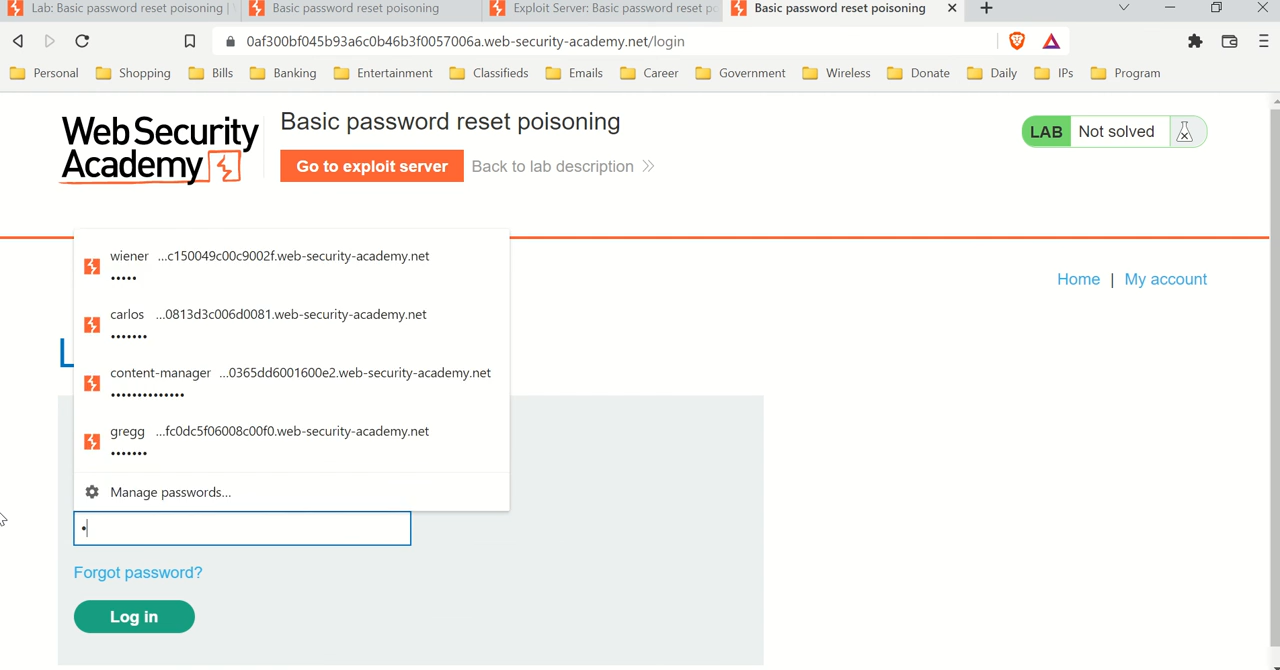 Lab: Basic password reset poisoning |
Basic password reset poisoning
Exploit Server: Basic password reset
Basic password reset poisoning
0af300bf045b93a6c0b46b3f0057006a.web-security-academy.net/login
Personal Shopping Bills Banking Entertainment Classifieds Emails Career Government Wireless Donate Daily IPs Program
WebSecurity
Academy
Basic password reset poisoning
Go to exploit server
Back to lab description
LAB Not solved
Home | My account
wiener ...c150049c00c9002f.web-security-academy.net
•••••
carlos ...0813d3c006d0081.web-security-academy.net
•••••••
content-manager ...0365dd6001600e2.web-security-academy.net
••••••••••••••
gregg ...fc0dc5f06008c00f0.web-security-academy.net
•••••••
Manage passwords...
•
Forgot password?
Log in